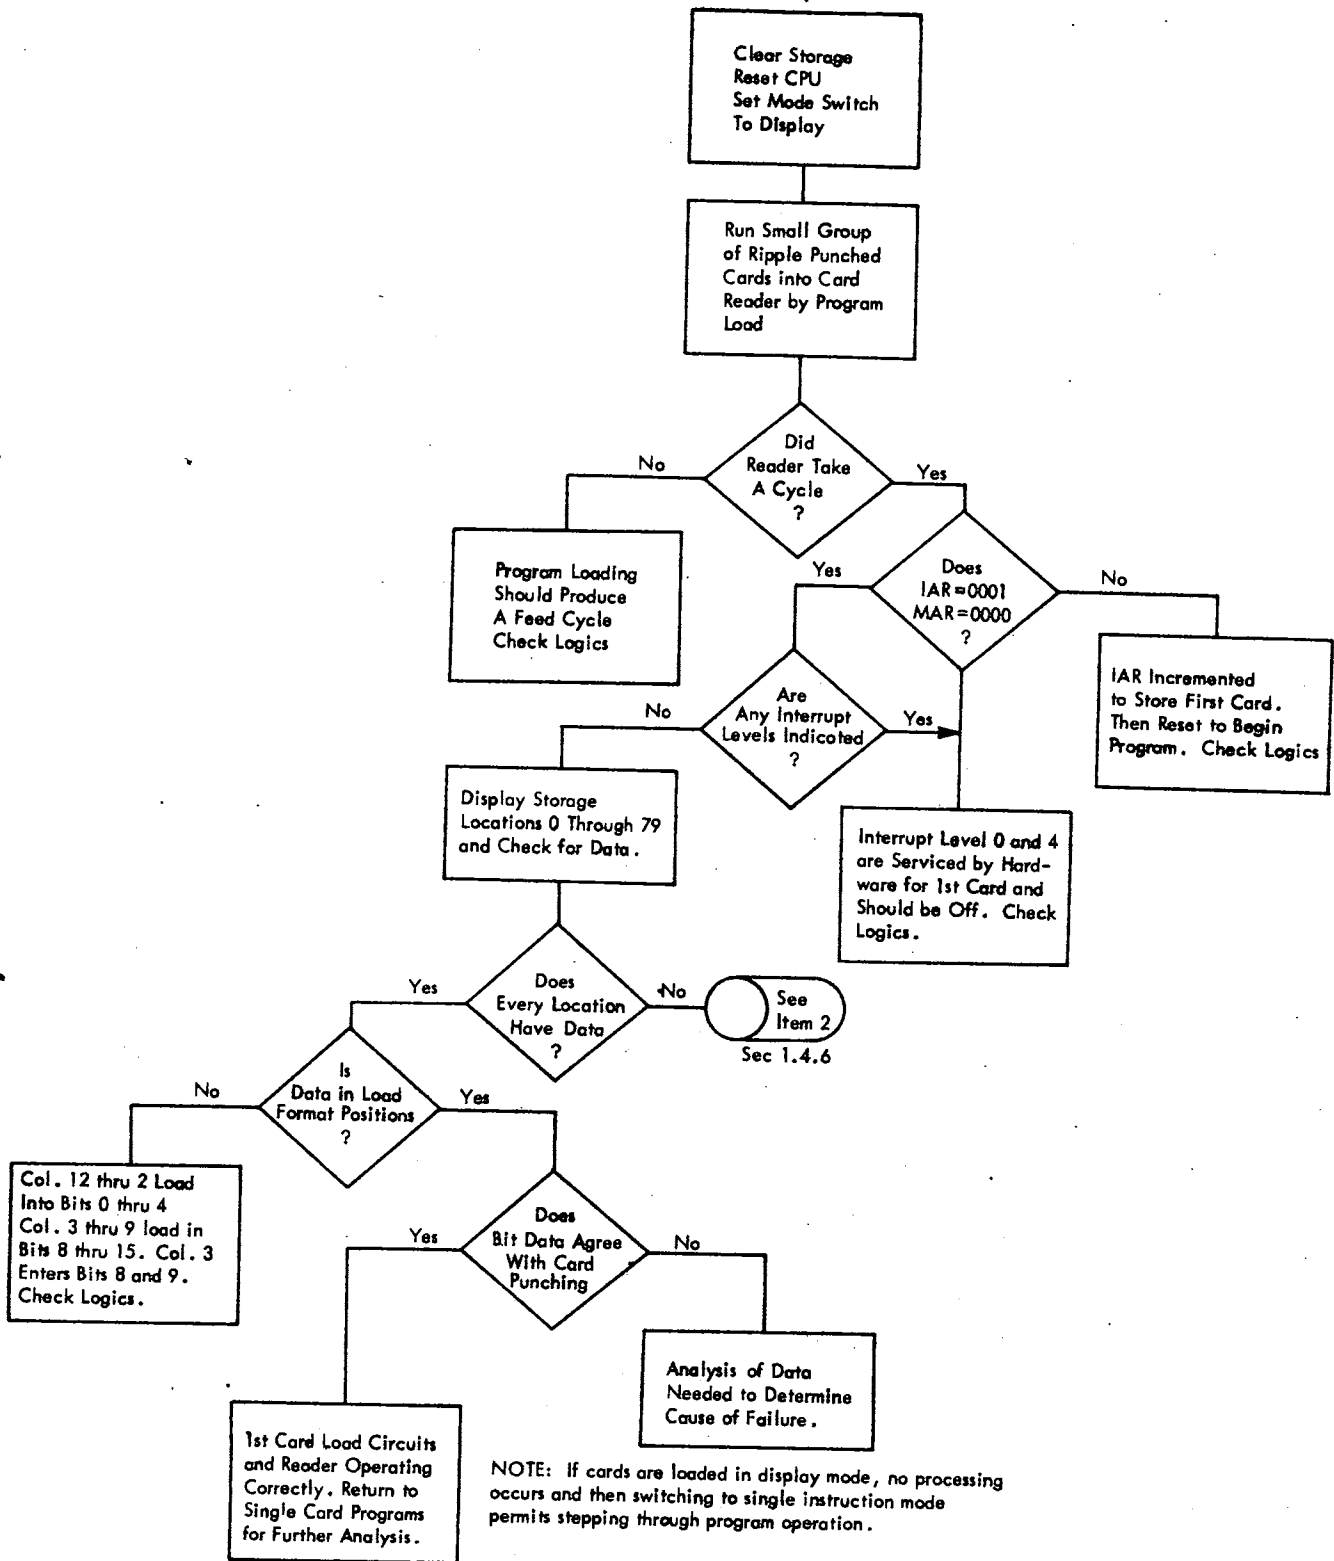 Clear Storage
Reset CPU
Set Mode Switch
To Display
Run Small Group
of Ripple Punched
Cards into Card
Reader by Program
Load
Did
Reader Take
A Cycle
?
No
Yes
Program Loading
Should Produce
A Feed Cycle
Check Logics
Does
IAR=0001
MAR=0000
?
Yes
No
IAR Incremented
to Store First Card.
Then Reset to Begin
Program. Check Logics
Are
Any Interrupt
Levels Indicated
?
No
Yes
Interrupt Level 0 and 4
are Serviced by Hard-
ware for 1st Card and
Should be Off. Check
Logics.
Display Storage
Locations 0 Through 79
and Check for Data.
Does
Every Location
Have Data
?
Yes
No
See
Item 2
Sec 1.4.6
Is
Data in Load
Format Positions
?
No
Yes
Col. 12 thru 2 Load
Into Bits 0 thru 4
Col. 3 thru 9 load in
Bits 8 thru 15. Col. 3
Enters Bits 8 and 9.
Check Logics.
Does
Bit Data Agree
With Card
Punching
Yes
No
Analysis of Data
Needed to Determine
Cause of Failure.
1st Card Load Circuits
and Reader Operating
Correctly. Return to
Single Card Programs
for Further Analysis.
NOTE: If cards are loaded in display mode, no processing
occurs and then switching to single instruction mode
permits stepping through program operation.